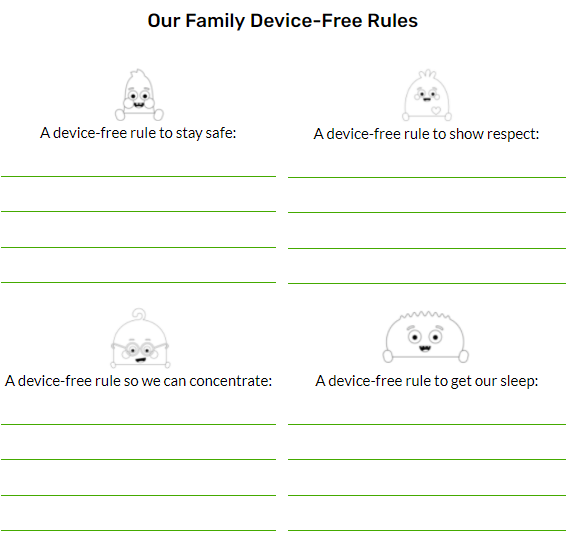 Our Family Device-Free Rules
A device-free rule to stay safe:
A device-free rule to show respect:
A device-free rule so we can concentrate:
A device-free rule to get our sleep: